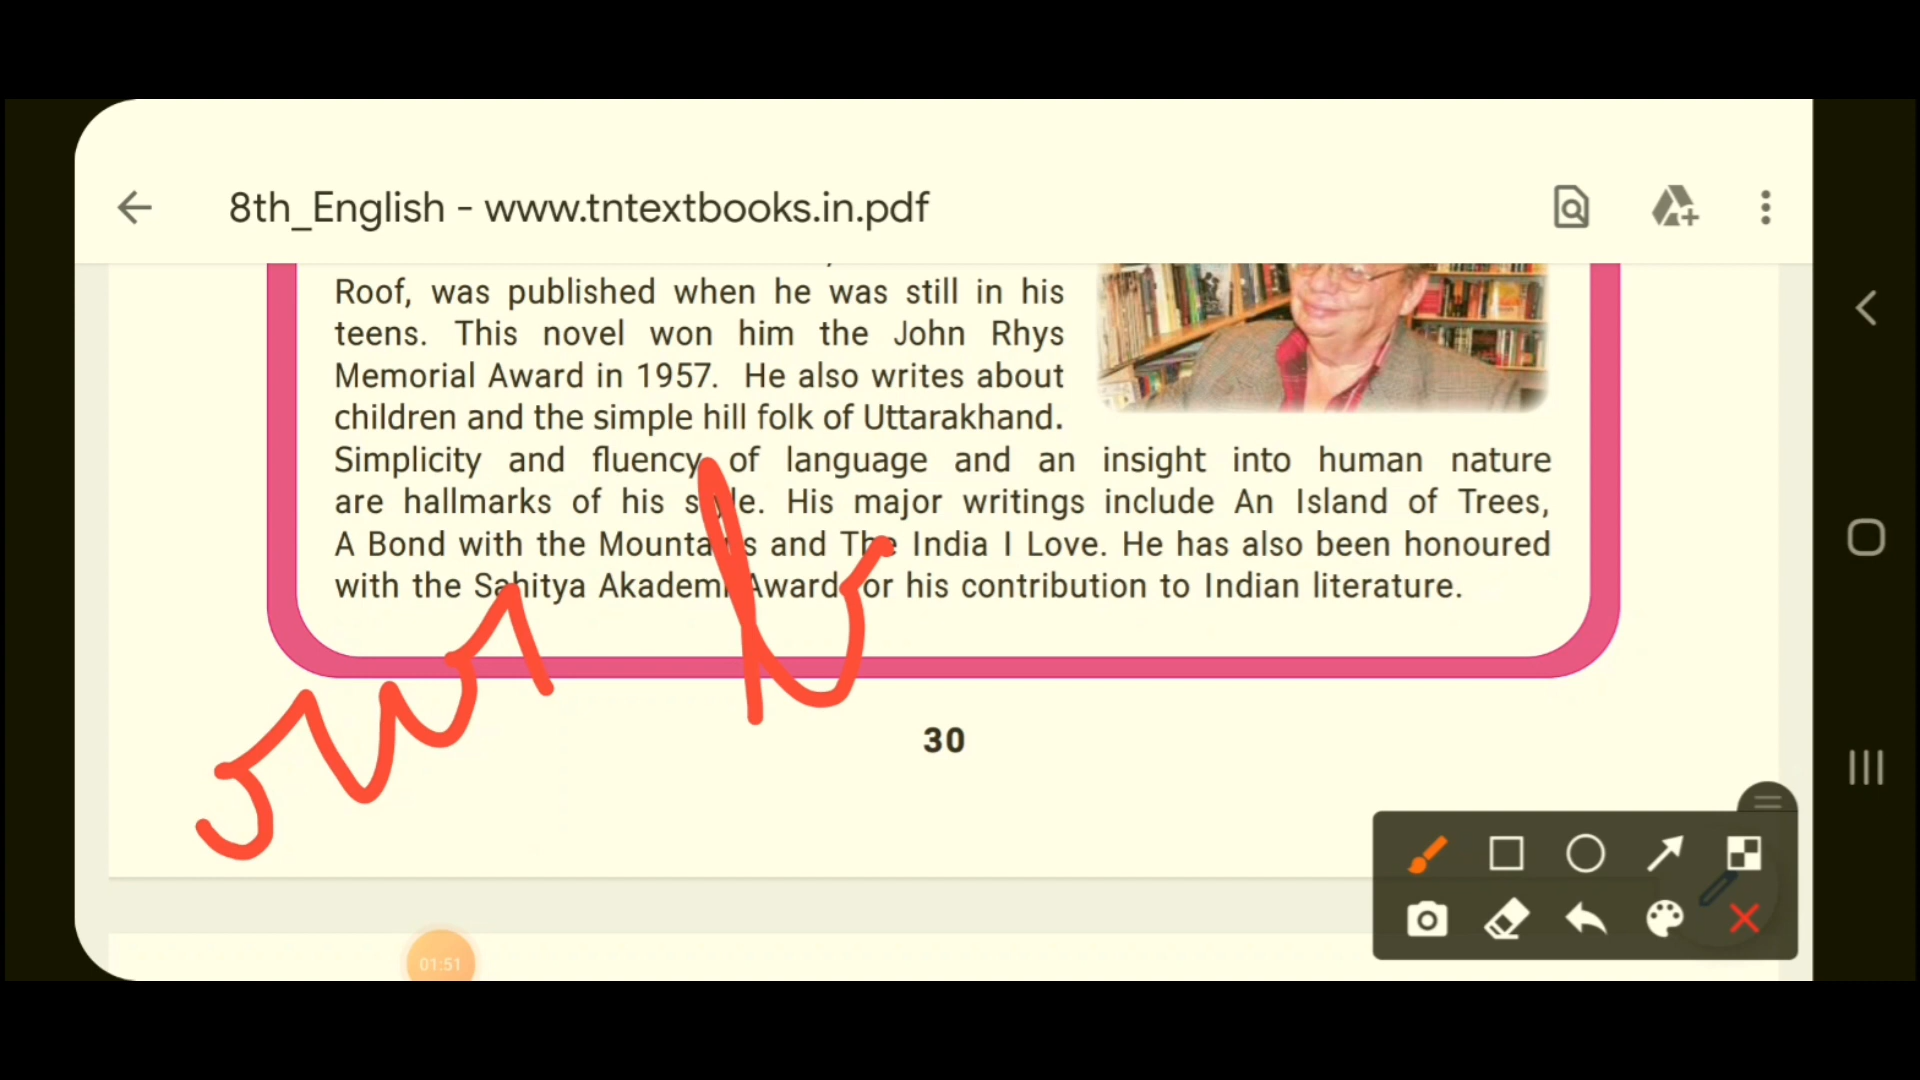 8th_English - www.tntextbooks.in.pdf
Roof, was published when he was still in his
teens. This novel won him the John Rhys
Memorial Award in 1957. He also writes about
children and the simple hill folk of Uttarakhand.
Simplicity and fluency of language and an insight into human nature
are hallmarks of his style. His major writings include An Island of Trees,
A Bond with the Mountains and The India I Love. He has also been honoured
with the Sahitya Akademi Award for his contribution to Indian literature.
our b
30
01:51